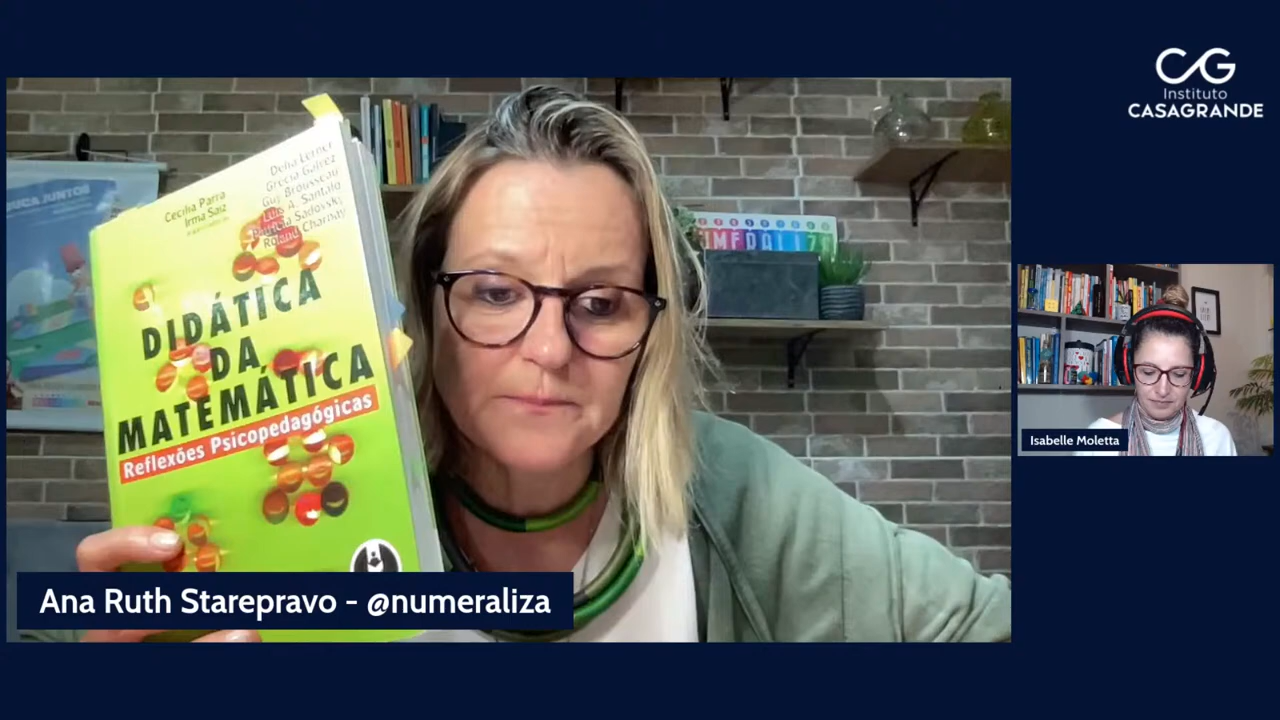 CG
Instituto
CASAGRANDE
Cecilia Parra
Irma Saiz
Delia Lerner
Grecia Gálvez
Guy Brousseau
Luis A. Santaló
Patricia Sadovsky
Roland Charnay
DIDÁTICA
DA
MATEMÁTICA
Reflexões Psicopedagógicas
Isabelle Moletta
Ana Ruth Starepravo - @numeraliza